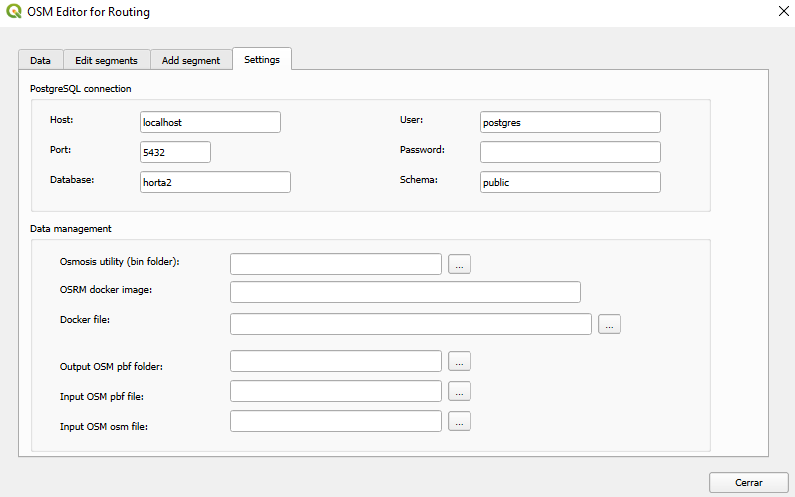 OSM Editor for Routing
Data Edit segments Add segment Settings
PostgreSQL connection
Host: localhost User: postgres
Port: 5432 Password:
Database: horta2 Schema: public
Data management
Osmosis utility (bin folder): ...
OSRM docker image:
Docker file: ...
Output OSM pbf folder: ...
Input OSM pbf file: ...
Input OSM osm file: ...
Cerrar